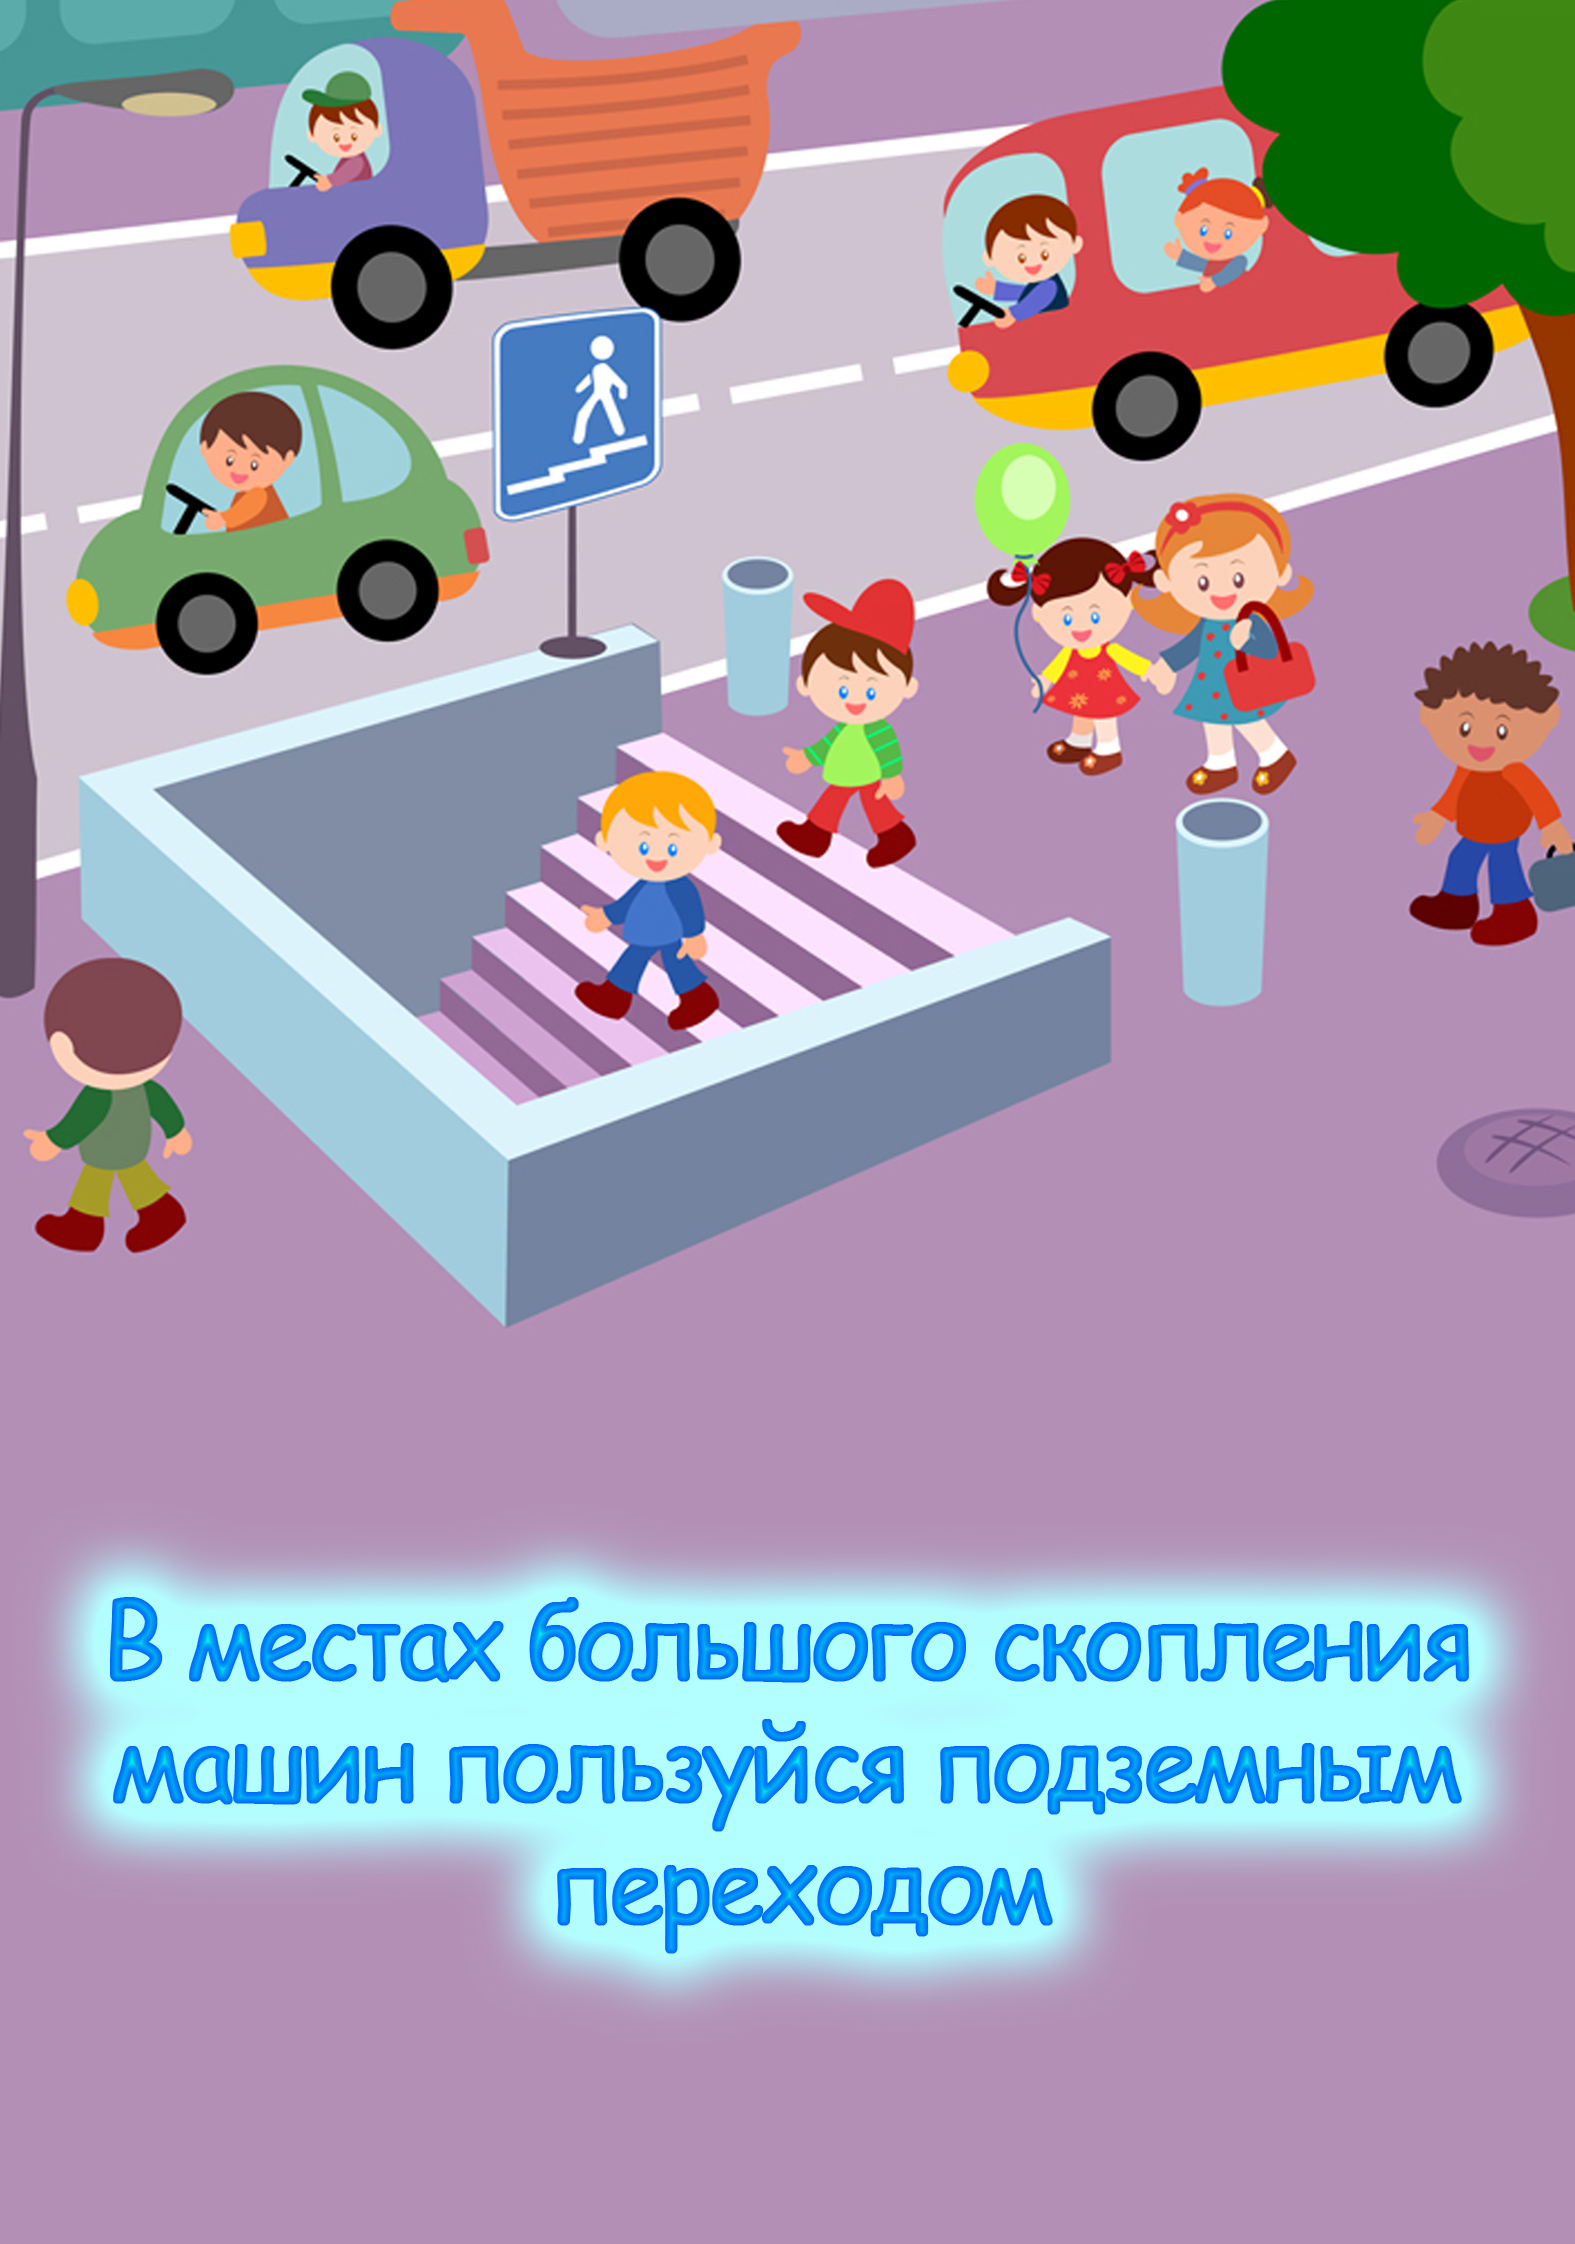 В местах большого скопления
машин пользуйся подземным
переходом